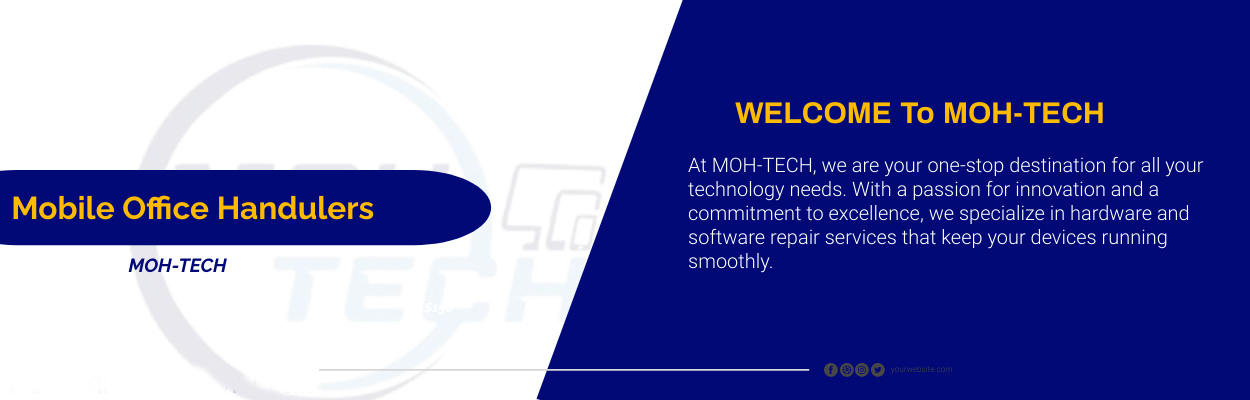 MOH
TECH
Mobile Office Handulers
MOH-TECH
WELCOME To MOH-TECH
At MOH-TECH, we are your one-stop destination for all your
technology needs. With a passion for innovation and a
commitment to excellence, we specialize in hardware and
software repair services that keep your devices running
smoothly.
yourwebsite.com